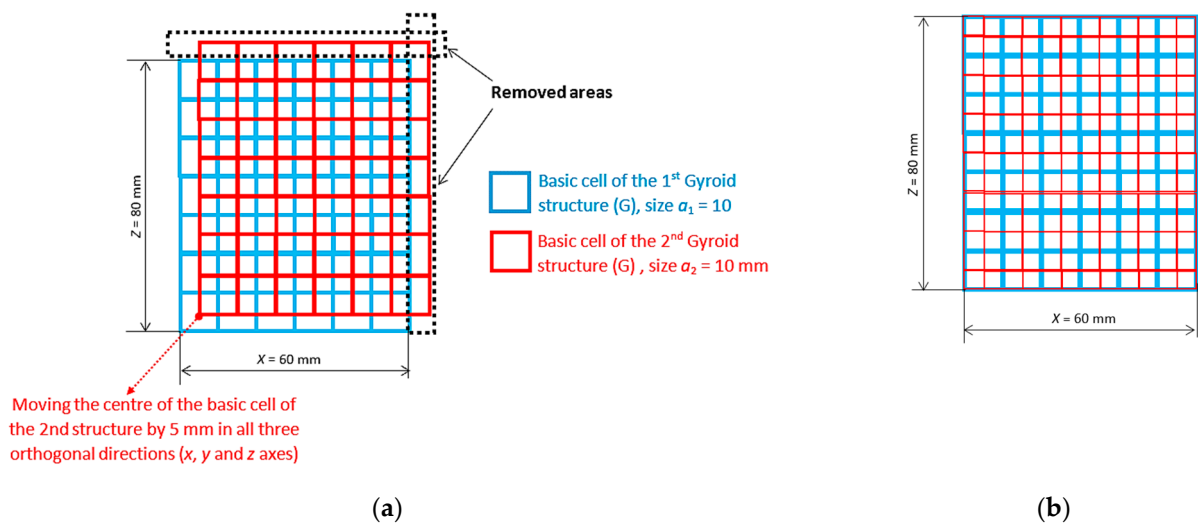 Removed areas
Z = 80 mm
Basic cell of the 1st Gyroid
structure (G), size a1 = 10
Basic cell of the 2nd Gyroid
structure (G) , size a2 = 10 mm
X = 60 mm
Moving the centre of the basic cell of
the 2nd structure by 5 mm in all three
orthogonal directions (x, y and z axes)
(a)
Z = 80 mm
X = 60 mm
(b)